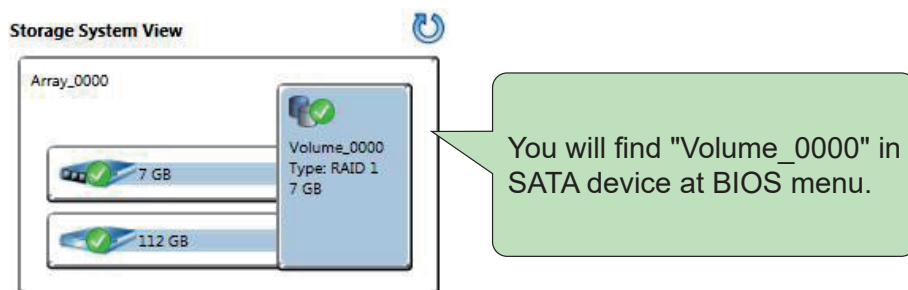 Storage System View
Array_0000
Volume_0000
Type: RAID 1
7 GB
7 GB
112 GB
You will find "Volume_0000" in
SATA device at BIOS menu.